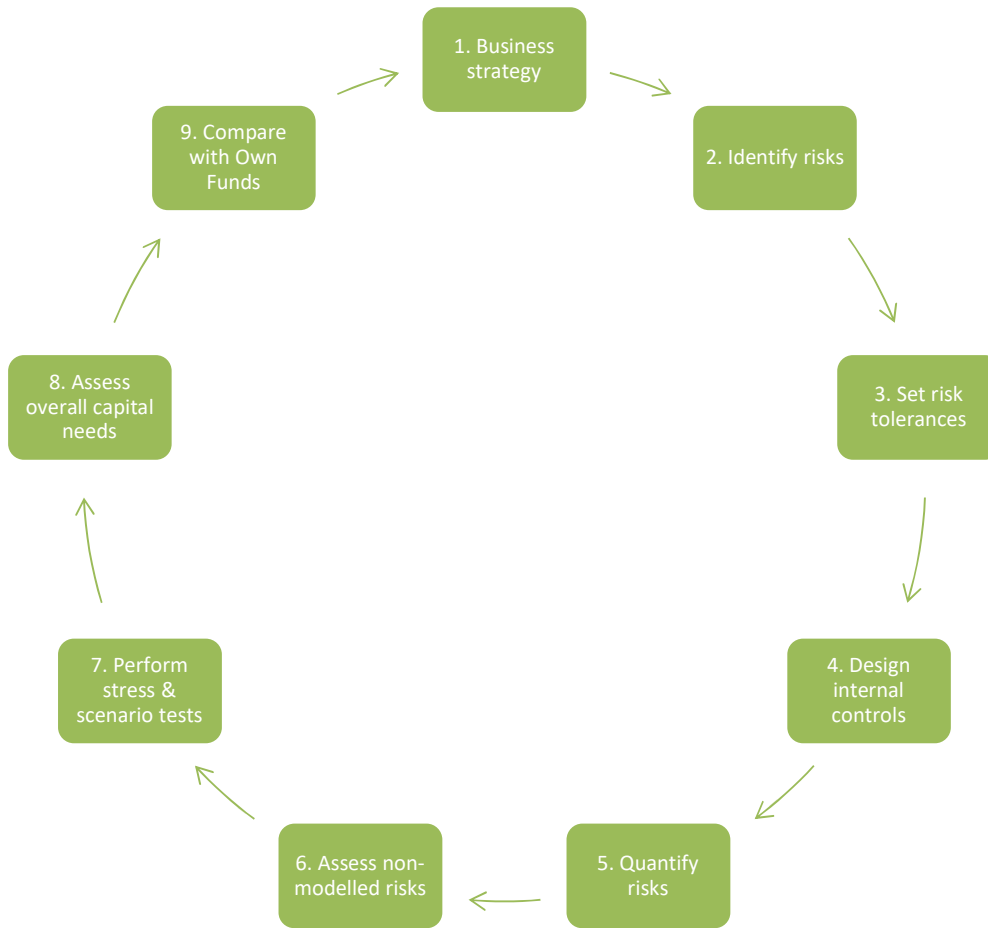 1. Business
strategy
2. Identify risks
3. Set risk
tolerances
4. Design
internal
controls
5. Quantify
risks
6. Assess non-
modelled risks
7. Perform
stress &
scenario tests
8. Assess
overall capital
needs
9. Compare
with Own
Funds